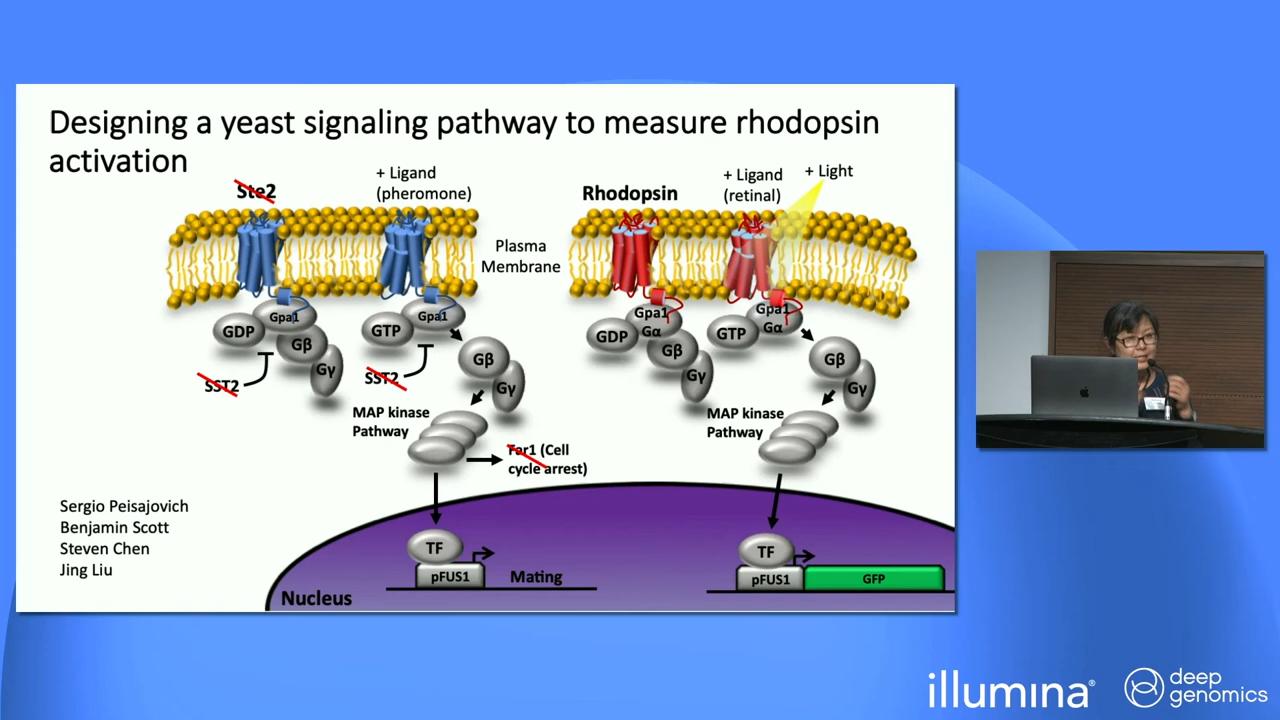 Designing a yeast signaling pathway to measure rhodopsin
activation
Ste2
+ Ligand
(pheromone)
Plasma
Membrane
Gpa1
GDP
Gβ
Gγ
SST2
Gpa1
GTP
SST2
Gβ
Gγ
MAP kinase
Pathway
Far1 (Cell
cycle arrest)
TF
pFUS1
Mating
Nucleus
Rhodopsin
+ Ligand
(retinal)
+ Light
Gpa1
Gα
GDP
Gβ
Gγ
Gpa1
Gα
GTP
Gβ
Gγ
MAP kinase
Pathway
TF
pFUS1
GFP
Sergio Peisajovich
Benjamin Scott
Steven Chen
Jing Liu
illumina®
deep
genomics